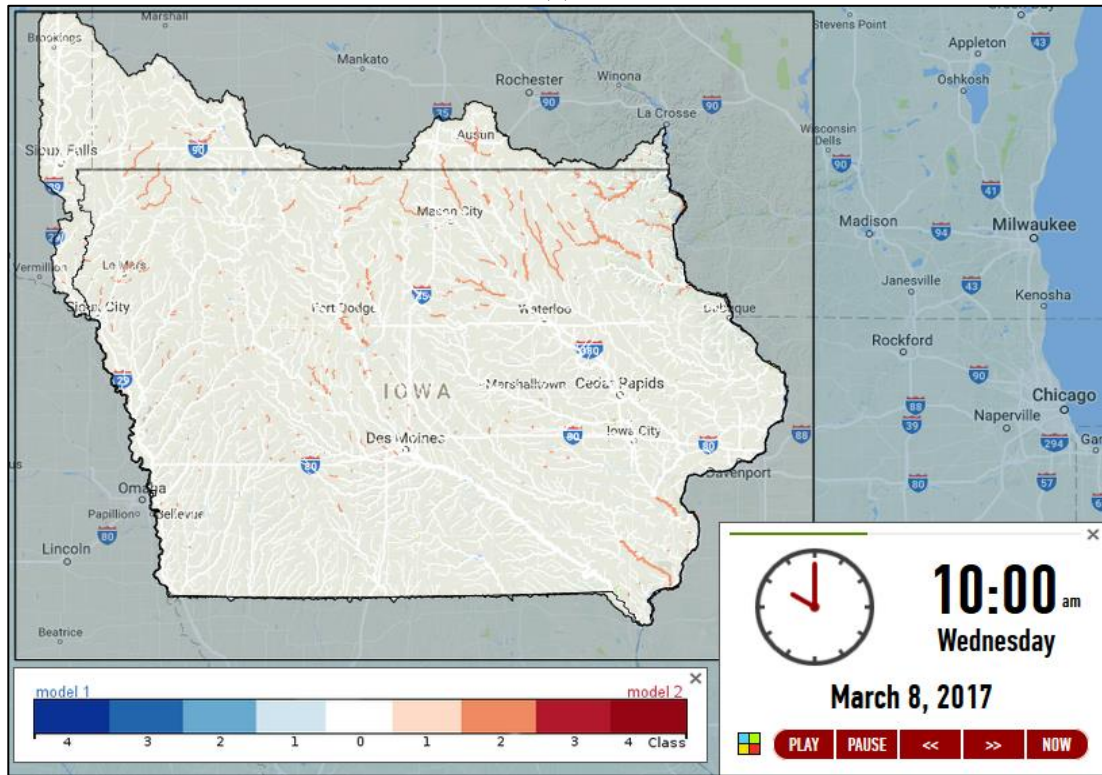 Marshall
Stevens Point
Brookings
Appleton
43
Mankato
Oshkosh
Rochester
Winona
90
35
La Crosse
90
Austin
Wisconsin
Dells
Sioux Falls
90
90
41
29
Mason City
Madison
94
Milwaukee
Vermillion
Le Mars
Janesville
43
Sioux City
Fort Dodge
35
Waterloo
Dubuque
Kenosha
Rockford
380
29
IOWA
Marshalltown
Cedar Rapids
90
Chicago
88
Naperville
39
Des Moines
80
Iowa City
80
88
294
80
Davenport
80
57
Omaha
Papillion
Bellevue
80
Lincoln
Beatrice
10:00 am
Wednesday
March 8, 2017
PLAY PAUSE << >> NOW
model 1 model 2
4 3 2 1 0 1 2 3 4 Class